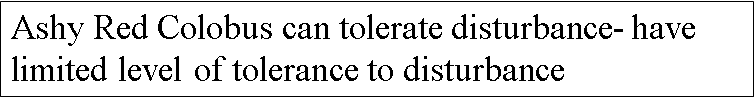 Ashy Red Colobus can tolerate disturbance- have
limited level of tolerance to disturbance